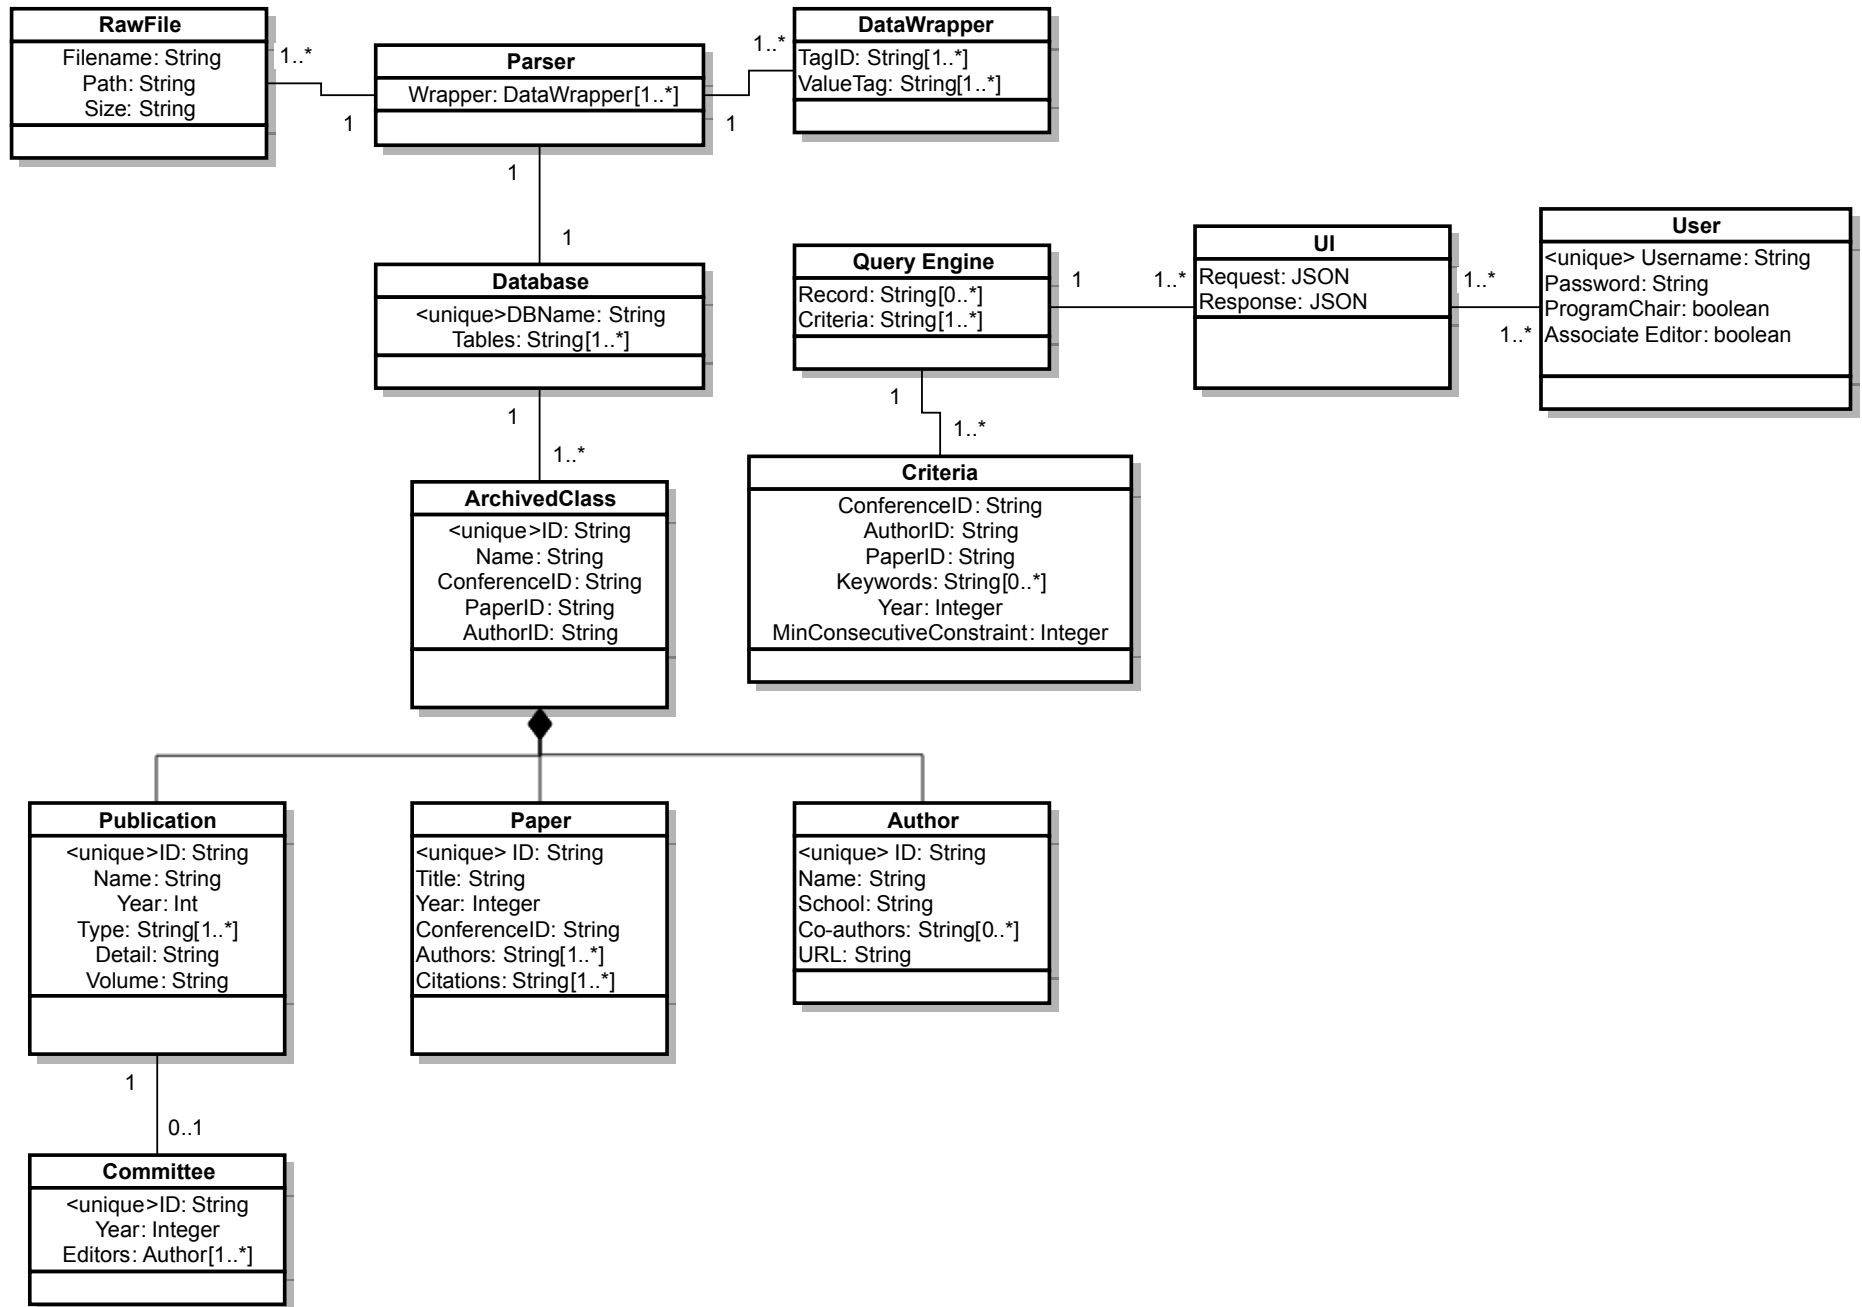 RawFile
Filename: String
Path: String
Size: String
1..*
1
Parser
Wrapper: DataWrapper[1..*]
1..*
1
DataWrapper
TagID: String[1..*]
ValueTag: String[1..*]
1
1
Database
<unique>DBName: String
Tables: String[1..*]
1
1..*
Query Engine
Record: String[0..*]
Criteria: String[1..*]
1
1..*
UI
Request: JSON
Response: JSON
1..*
1..*
User
<unique> Username: String
Password: String
ProgramChair: boolean
Associate Editor: boolean
1
1..*
ArchivedClass
<unique>ID: String
Name: String
ConferenceID: String
PaperID: String
AuthorID: String
Criteria
ConferenceID: String
AuthorID: String
PaperID: String
Keywords: String[0..*]
Year: Integer
MinConsecutiveConstraint: Integer
Publication
<unique>ID: String
Name: String
Year: Int
Type: String[1..*]
Detail: String
Volume: String
Paper
<unique> ID: String
Title: String
Year: Integer
ConferenceID: String
Authors: String[1..*]
Citations: String[1..*]
Author
<unique> ID: String
Name: String
School: String
Co-authors: String[0..*]
URL: String
1
0..1
Committee
<unique>ID: String
Year: Integer
Editors: Author[1..*]